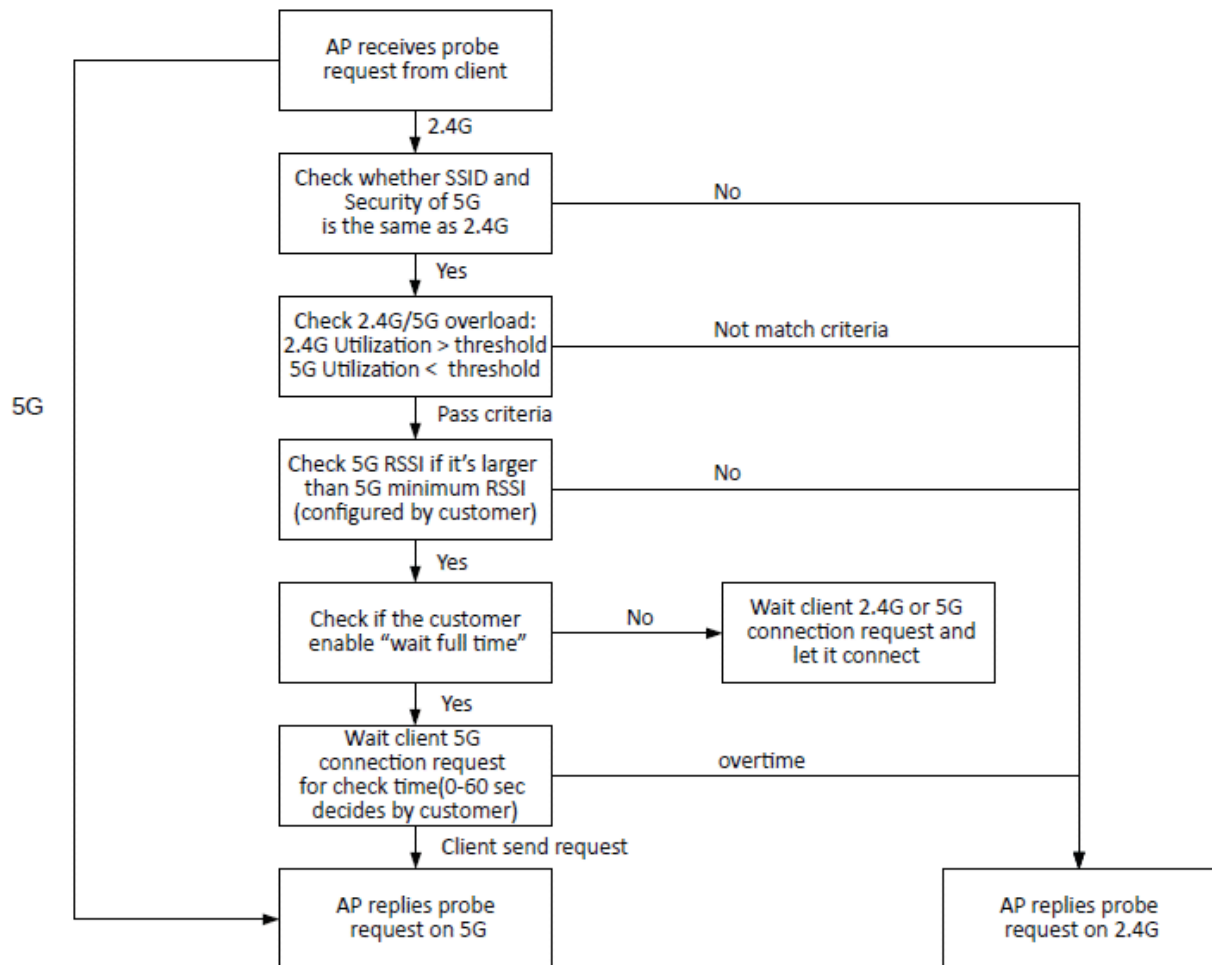 AP receives probe
request from client
2.4G
Check whether SSID and
Security of 5G
is the same as 2.4G
No
Yes
Check 2.4G/5G overload:
2.4G Utilization > threshold
5G Utilization < threshold
Not match criteria
5G
Pass criteria
Check 5G RSSI if it's larger
than 5G minimum RSSI
(configured by customer)
No
Yes
Check if the customer
enable “wait full time”
No
Wait client 2.4G or 5G
connection request and
let it connect
Yes
Wait client 5G
connection request
for check time(0-60 sec
decides by customer)
overtime
Client send request
AP replies probe
request on 5G
AP replies probe
request on 2.4G